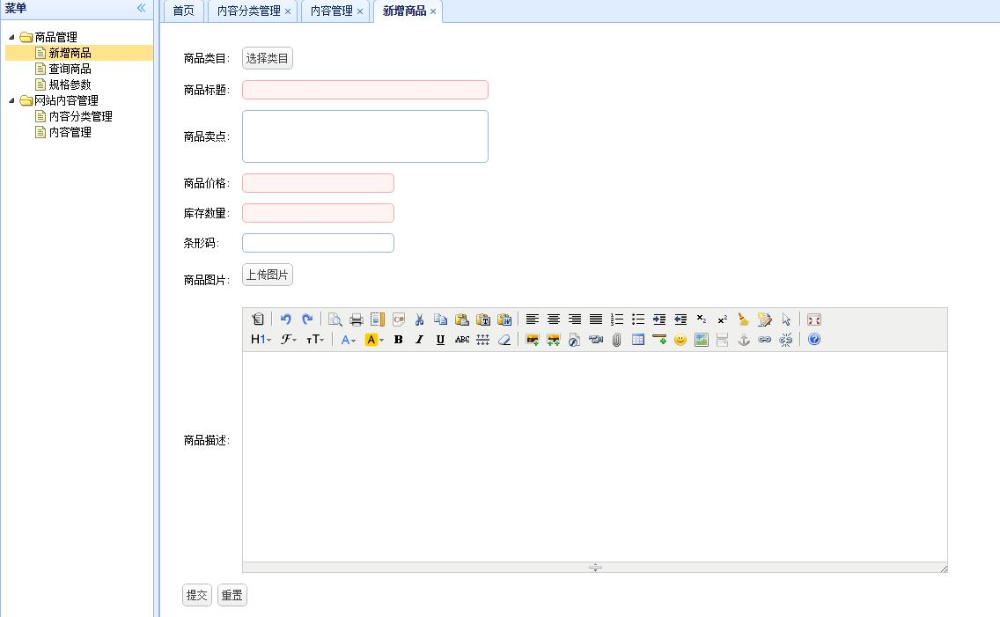 菜单
首页
内容分类管理
内容管理
新增商品
商品管理
新增商品
查询商品
规格参数
网站内容管理
内容分类管理
内容管理
商品类目: 选择类目
商品标题:
商品卖点:
商品价格:
库存数量:
条形码:
商品图片: 上传图片
H1 F TT A A B I U ABC
商品描述:
提交 重置